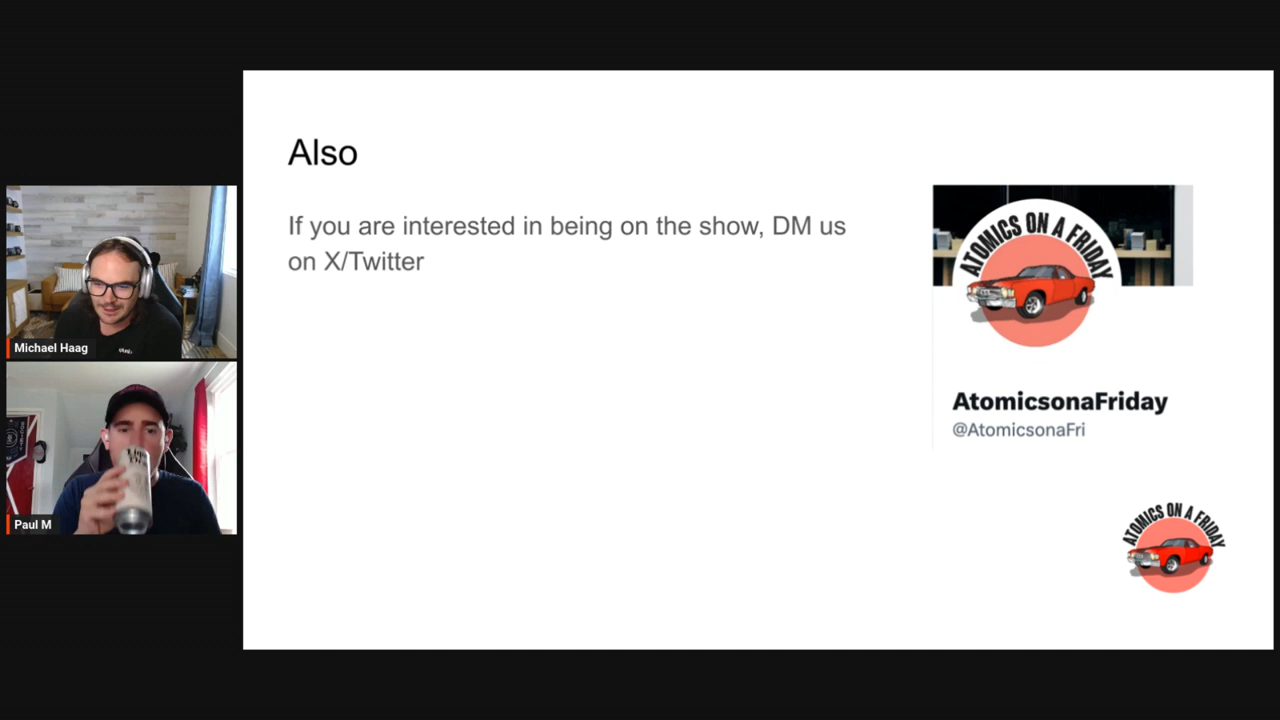 Also
If you are interested in being on the show, DM us
on X/Twitter
ATOMICS ON A FRIDAY
AtomicsonaFriday
@AtomicsonaFri
ATOMICS ON A FRIDAY
Michael Haag
Paul M